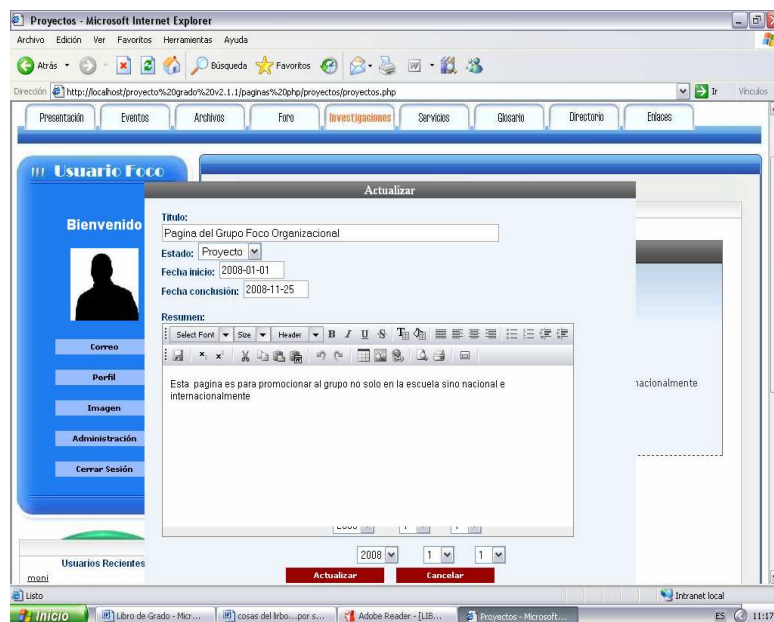 Proyectos - Microsoft Internet Explorer
Archivo Edición Ver Favoritos Herramientas Ayuda
Atrás Búsqueda Favoritos
Dirección http://localhost/proyecto%20grado%20v2.1.1/paginas%20php/proyectos/proyectos.php Ir Vínculos
Presentación Eventos Archivos Foro Investigaciones Servicios Glosario Directorio Enlaces
Usuario Foco
Actualizar
Bienvenido
Titulo:
Pagina del Grupo Foco Organizacional
Estado: Proyecto
Fecha inicio: 2008-01-01
Fecha conclusión: 2008-11-25
Resumen:
Select Font Size Header B I U S
Correo
Perfil
Imagen
Administración
Cerrar Sesión
Esta pagina es para promocionar al grupo no solo en la escuela sino nacional e
internacionalmente
nacionalmente
2008 1 1
Actualizar Cancelar
Usuarios Recientes
moni
Listo Intranet local
Inicio Libro de Grado - Micr... cosas del lirbo...por s... Adobe Reader - [LIB... Proyectos - Microsoft... ES 11:17